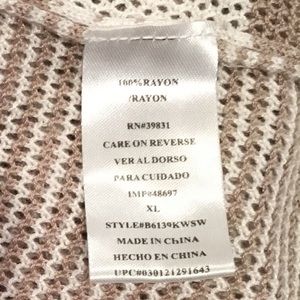 100%RAYON
/RAYON
RN#39831
CARE ON REVERSE
VER AL DORSO
PARA CUIDADO
IMP#48697
XL
STYLE#B6139KWSW
MADE IN CHINA
HECHO EN CHINA
UPC#030121291643